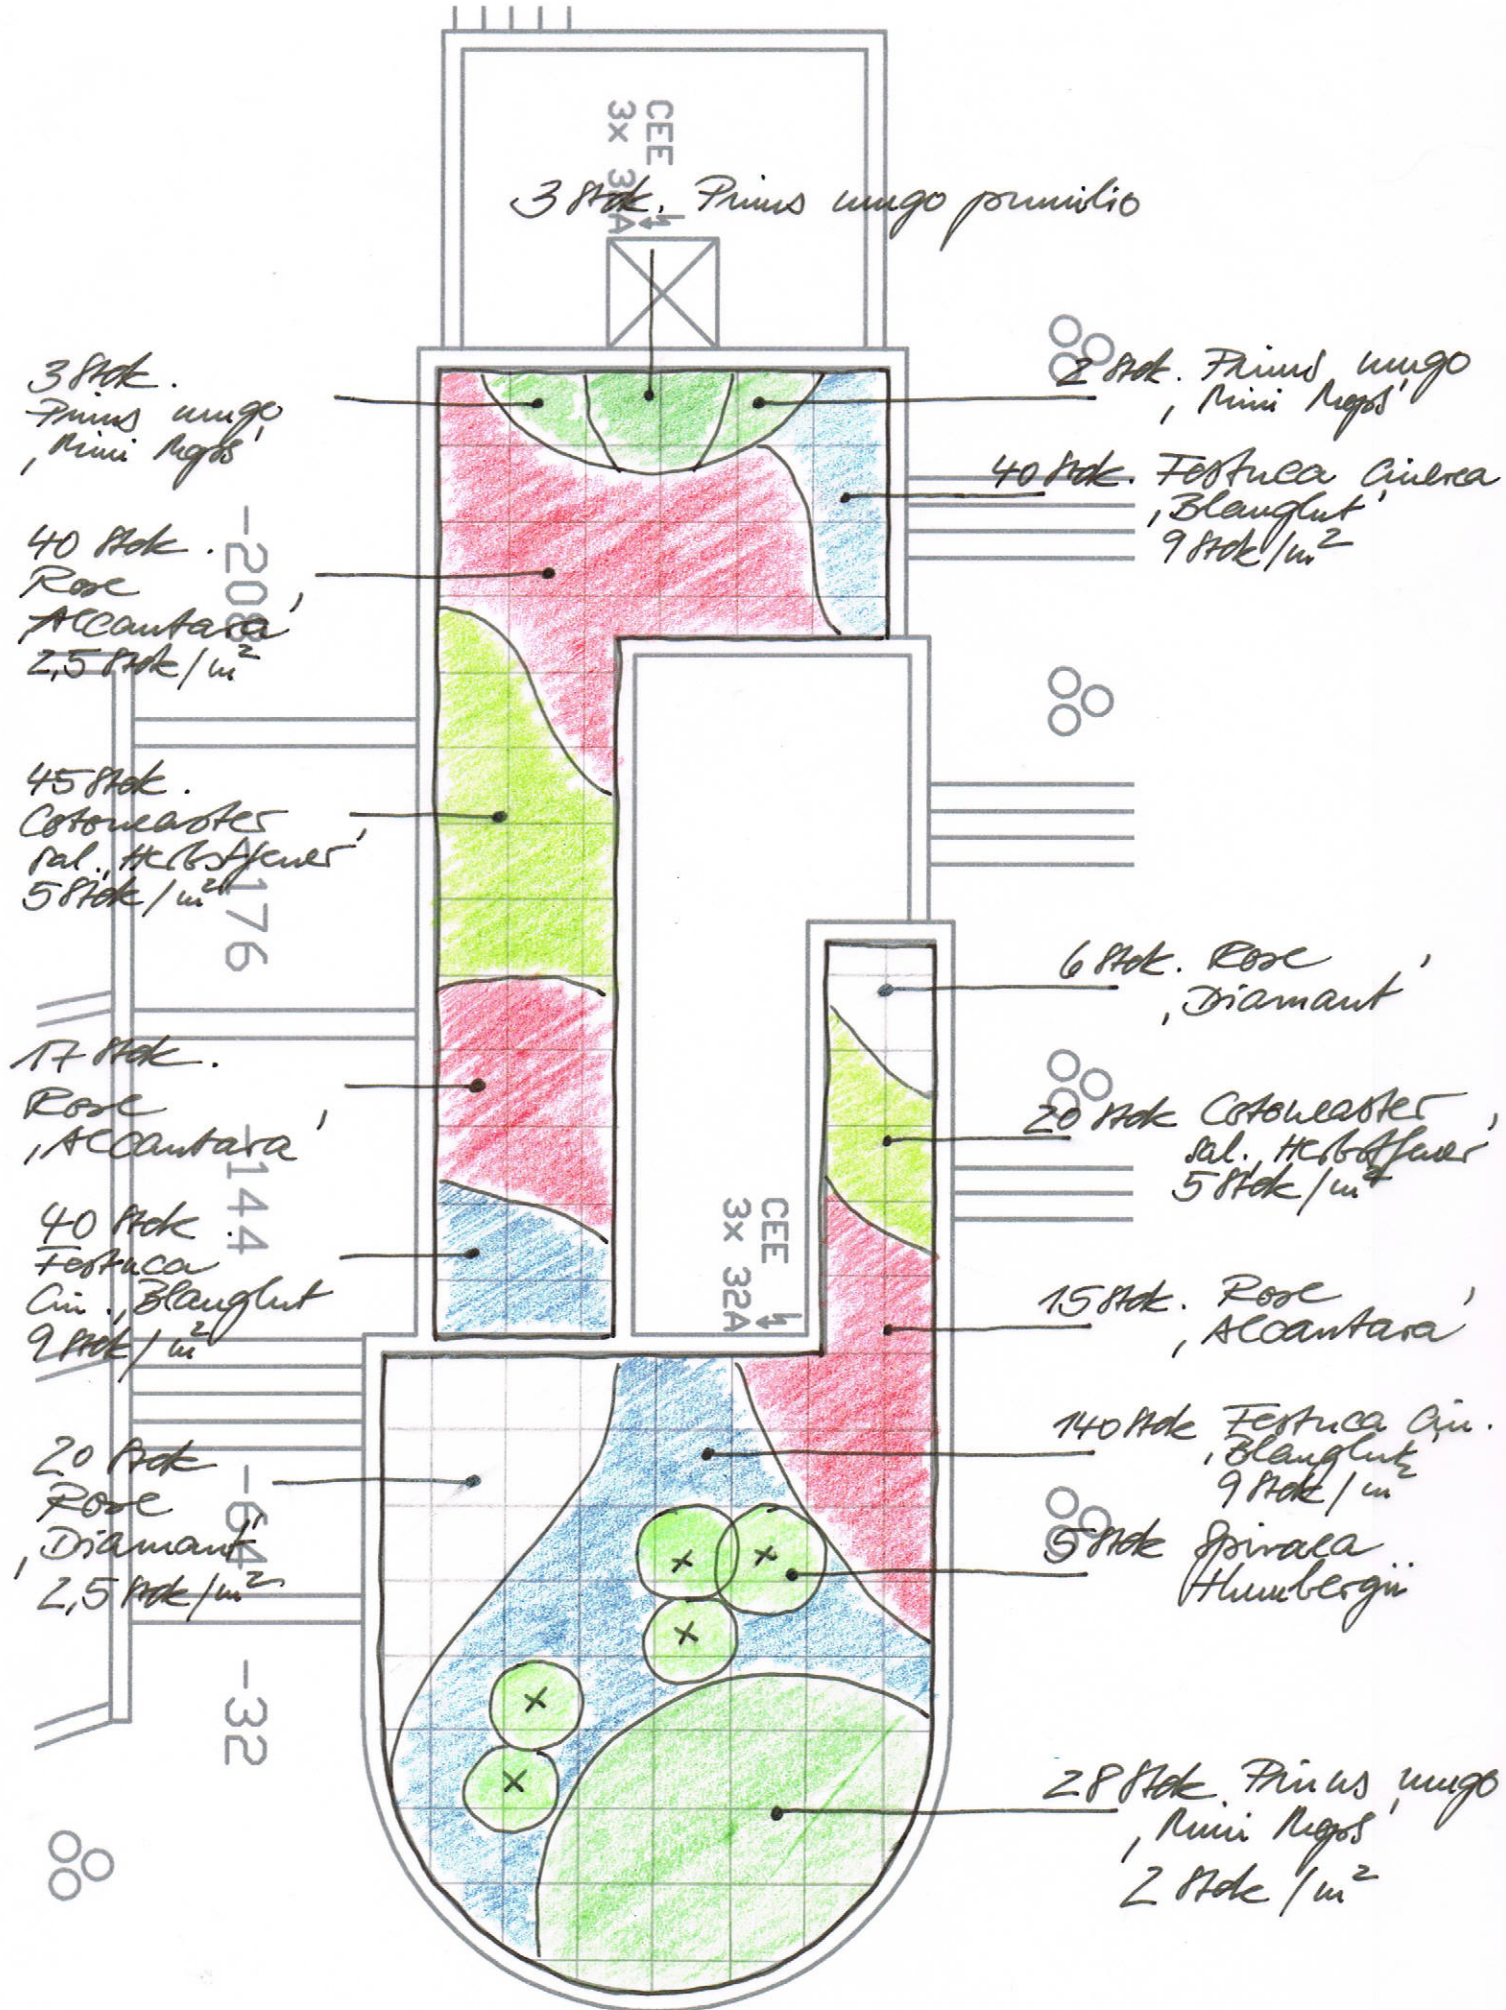 CEE
3x 32A
3 Stck. Pinus mugo pumilio
3 Stck.
Pinus mugo
'Mini Mops'
2 Stck. Pinus mugo
'Mini Mops'
40 Stck. Festuca Cinerea
'Blauglut'
9 Stck/m²
40 Stck.
Rose
'Alcantara'
2,5 Stck/m²
-208
45 Stck.
Cotoneaster
sal. 'Herbstfeuer'
5 Stck/m²
176
6 Stck. Rose
'Diamant'
17 Stck.
Rose
'Alcantara'
20 Stck Cotoneaster
sal. 'Herbstfeuer'
5 Stck/m²
-144
CEE
3x 32A
40 Stck
Festuca
Cin. 'Blauglut
9 Stck/m²
15 Stck. Rose
'Alcantara'
140 Stck Festuca Cin.
'Blauglut'
9 Stck/m²
20 Stck
Rose
'Diamant'
2,5 Stck/m²
-64
5 Stck Spiraea
thunbergii
-32
28 Stck. Pinus mugo
'Mini Mops'
2 Stck/m²